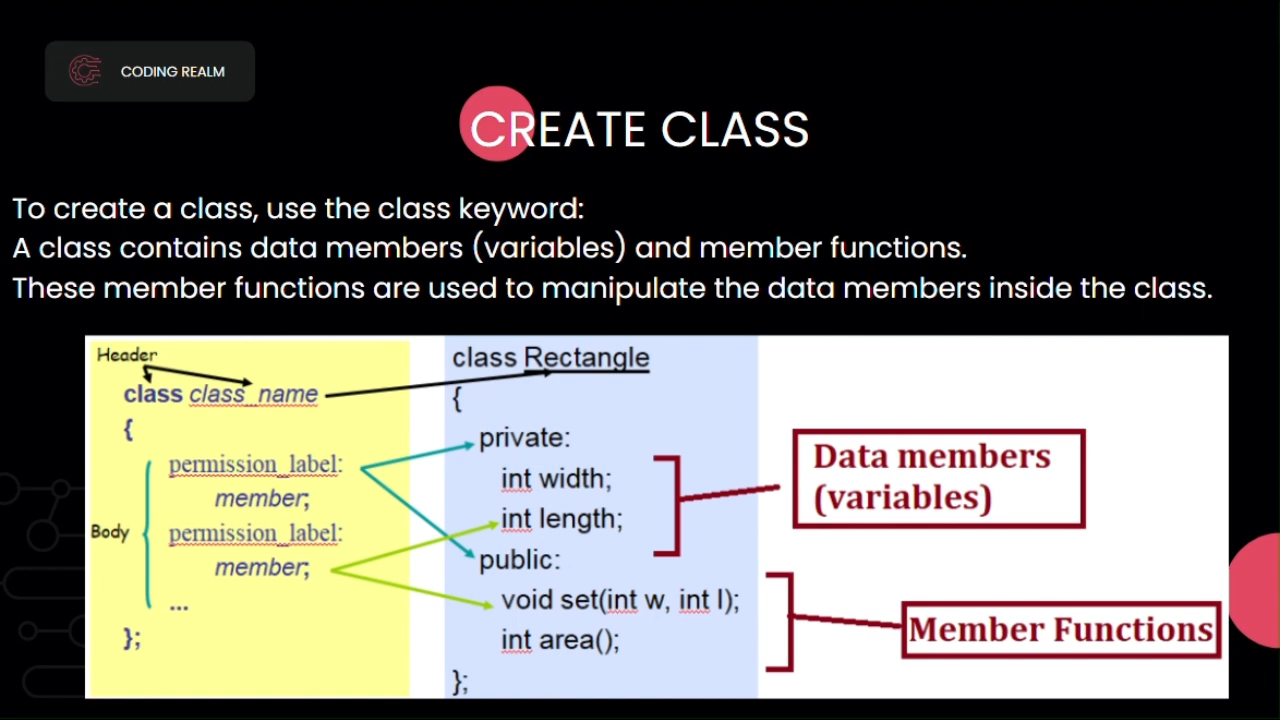 CODING REALM
CREATE CLASS
To create a class, use the class keyword:
A class contains data members (variables) and member functions.
These member functions are used to manipulate the data members inside the class.
Header
class class_name
{
permission_label:
member;
Body
permission_label:
member;
...
};
class Rectangle
{
private:
int width;
int length;
public:
void set(int w, int l);
int area();
};
Data members
(variables)
Member Functions